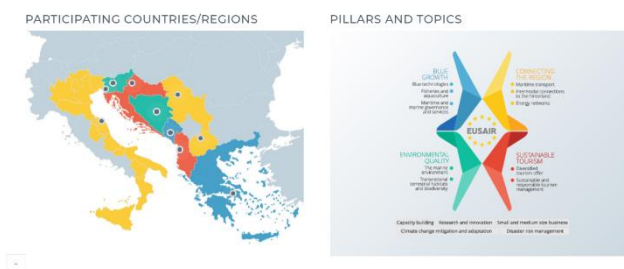 PARTICIPATING COUNTRIES/REGIONS
PILLARS AND TOPICS
BLUE
GROWTH
Blue technologies
Fisheries and
aquaculture
Maritime and
marine governance
and services
CONNECTING
THE REGION
Maritime transport
Intermodal connections
to the hinterland
Energy networks
EUSAIR
ENVIRONMENTAL
QUALITY
The marine
environment
Transnational
terrestrial habitats
and biodiversity
SUSTAINABLE
TOURISM
Diversified
tourism offer
Sustainable and
responsible tourism
management
Capacity building Research and innovation Small and medium size business
Climate change mitigation and adaptation Disaster risk management